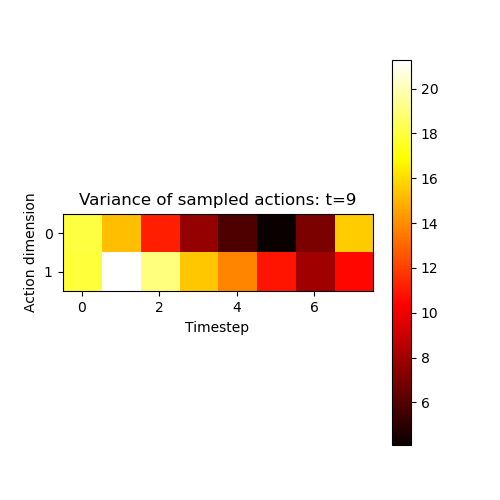 Variance of sampled actions: t=9
Action dimension
0
1
0 2 4 6
Timestep
20
18
16
14
12
10
8
6